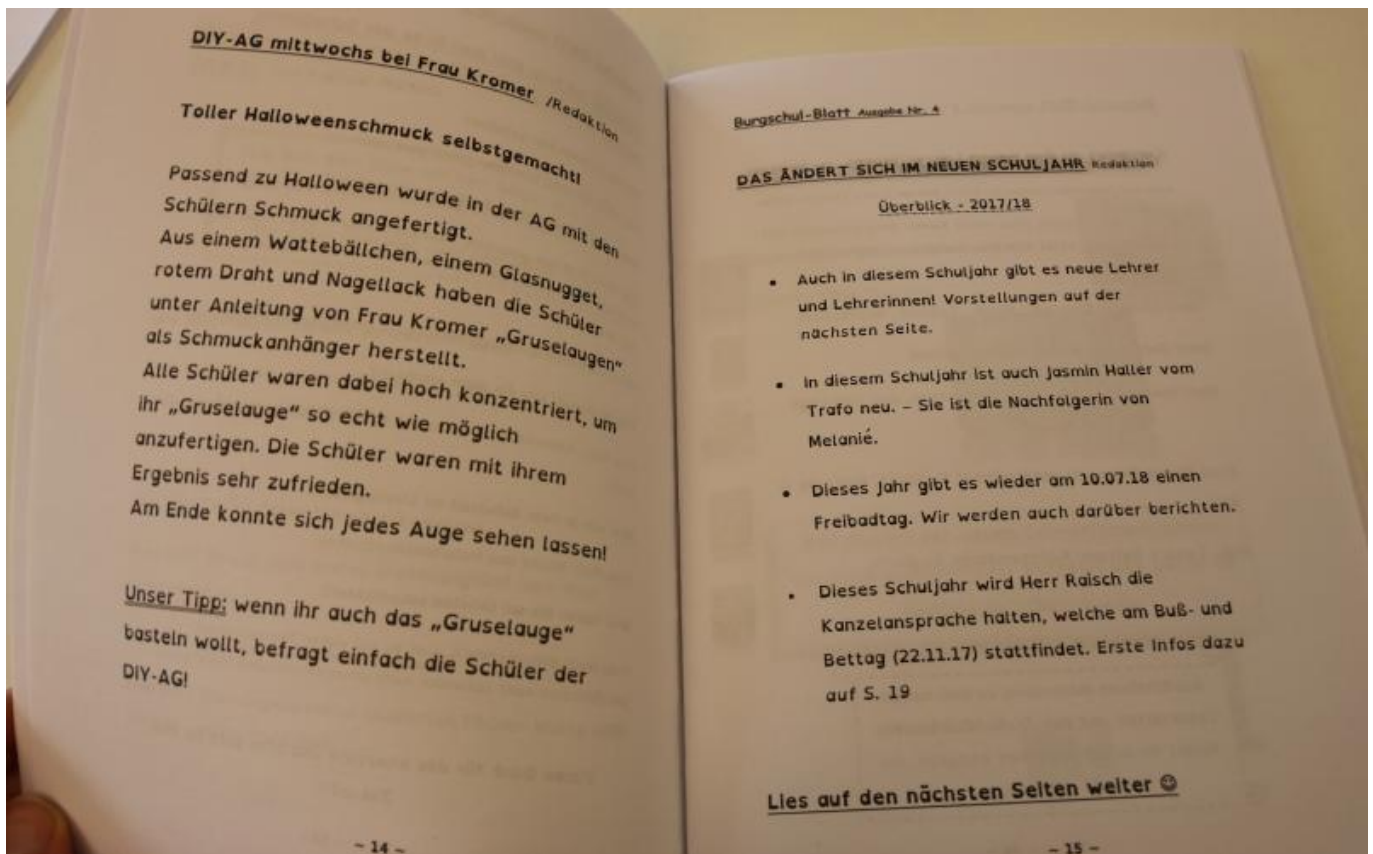 DIY-AG mittwochs bei Frau Kromer /Redaktion
Toller Halloweenschmuck selbstgemacht!
Passend zu Halloween wurde in der AG mit den
Schülern Schmuck angefertigt.
Aus einem Wattebällchen, einem Glasnugget,
rotem Draht und Nagellack haben die Schüler
unter Anleitung von Frau Kromer „Gruselaugen“
als Schmuckanhänger herstellt.
Alle Schüler waren dabei hoch konzentriert, um
ihr „Gruselauge“ so echt wie möglich
anzufertigen. Die Schüler waren mit ihrem
Ergebnis sehr zufrieden.
Am Ende konnte sich jedes Auge sehen lassen!
Unser Tipp: wenn ihr auch das „Gruselauge“
basteln wollt, befragt einfach die Schüler der
DIY-AG!
– 14 –
Burgschul-Blatt Ausgabe Nr. 4
DAS ÄNDERT SICH IM NEUEN SCHULJAHR Redaktion
Überblick - 2017/18
• Auch in diesem Schuljahr gibt es neue Lehrer
und Lehrerinnen! Vorstellungen auf der
nächsten Seite.
• In diesem Schuljahr ist auch Jasmin Haller vom
Trafo neu. – Sie ist die Nachfolgerin von
Melanié.
• Dieses Jahr gibt es wieder am 10.07.18 einen
Freibadtag. Wir werden auch darüber berichten.
• Dieses Schuljahr wird Herr Raisch die
Kanzelansprache halten, welche am Buß- und
Bettag (22.11.17) stattfindet. Erste Infos dazu
auf S. 19
Lies auf den nächsten Seiten weiter ☺
– 15 –